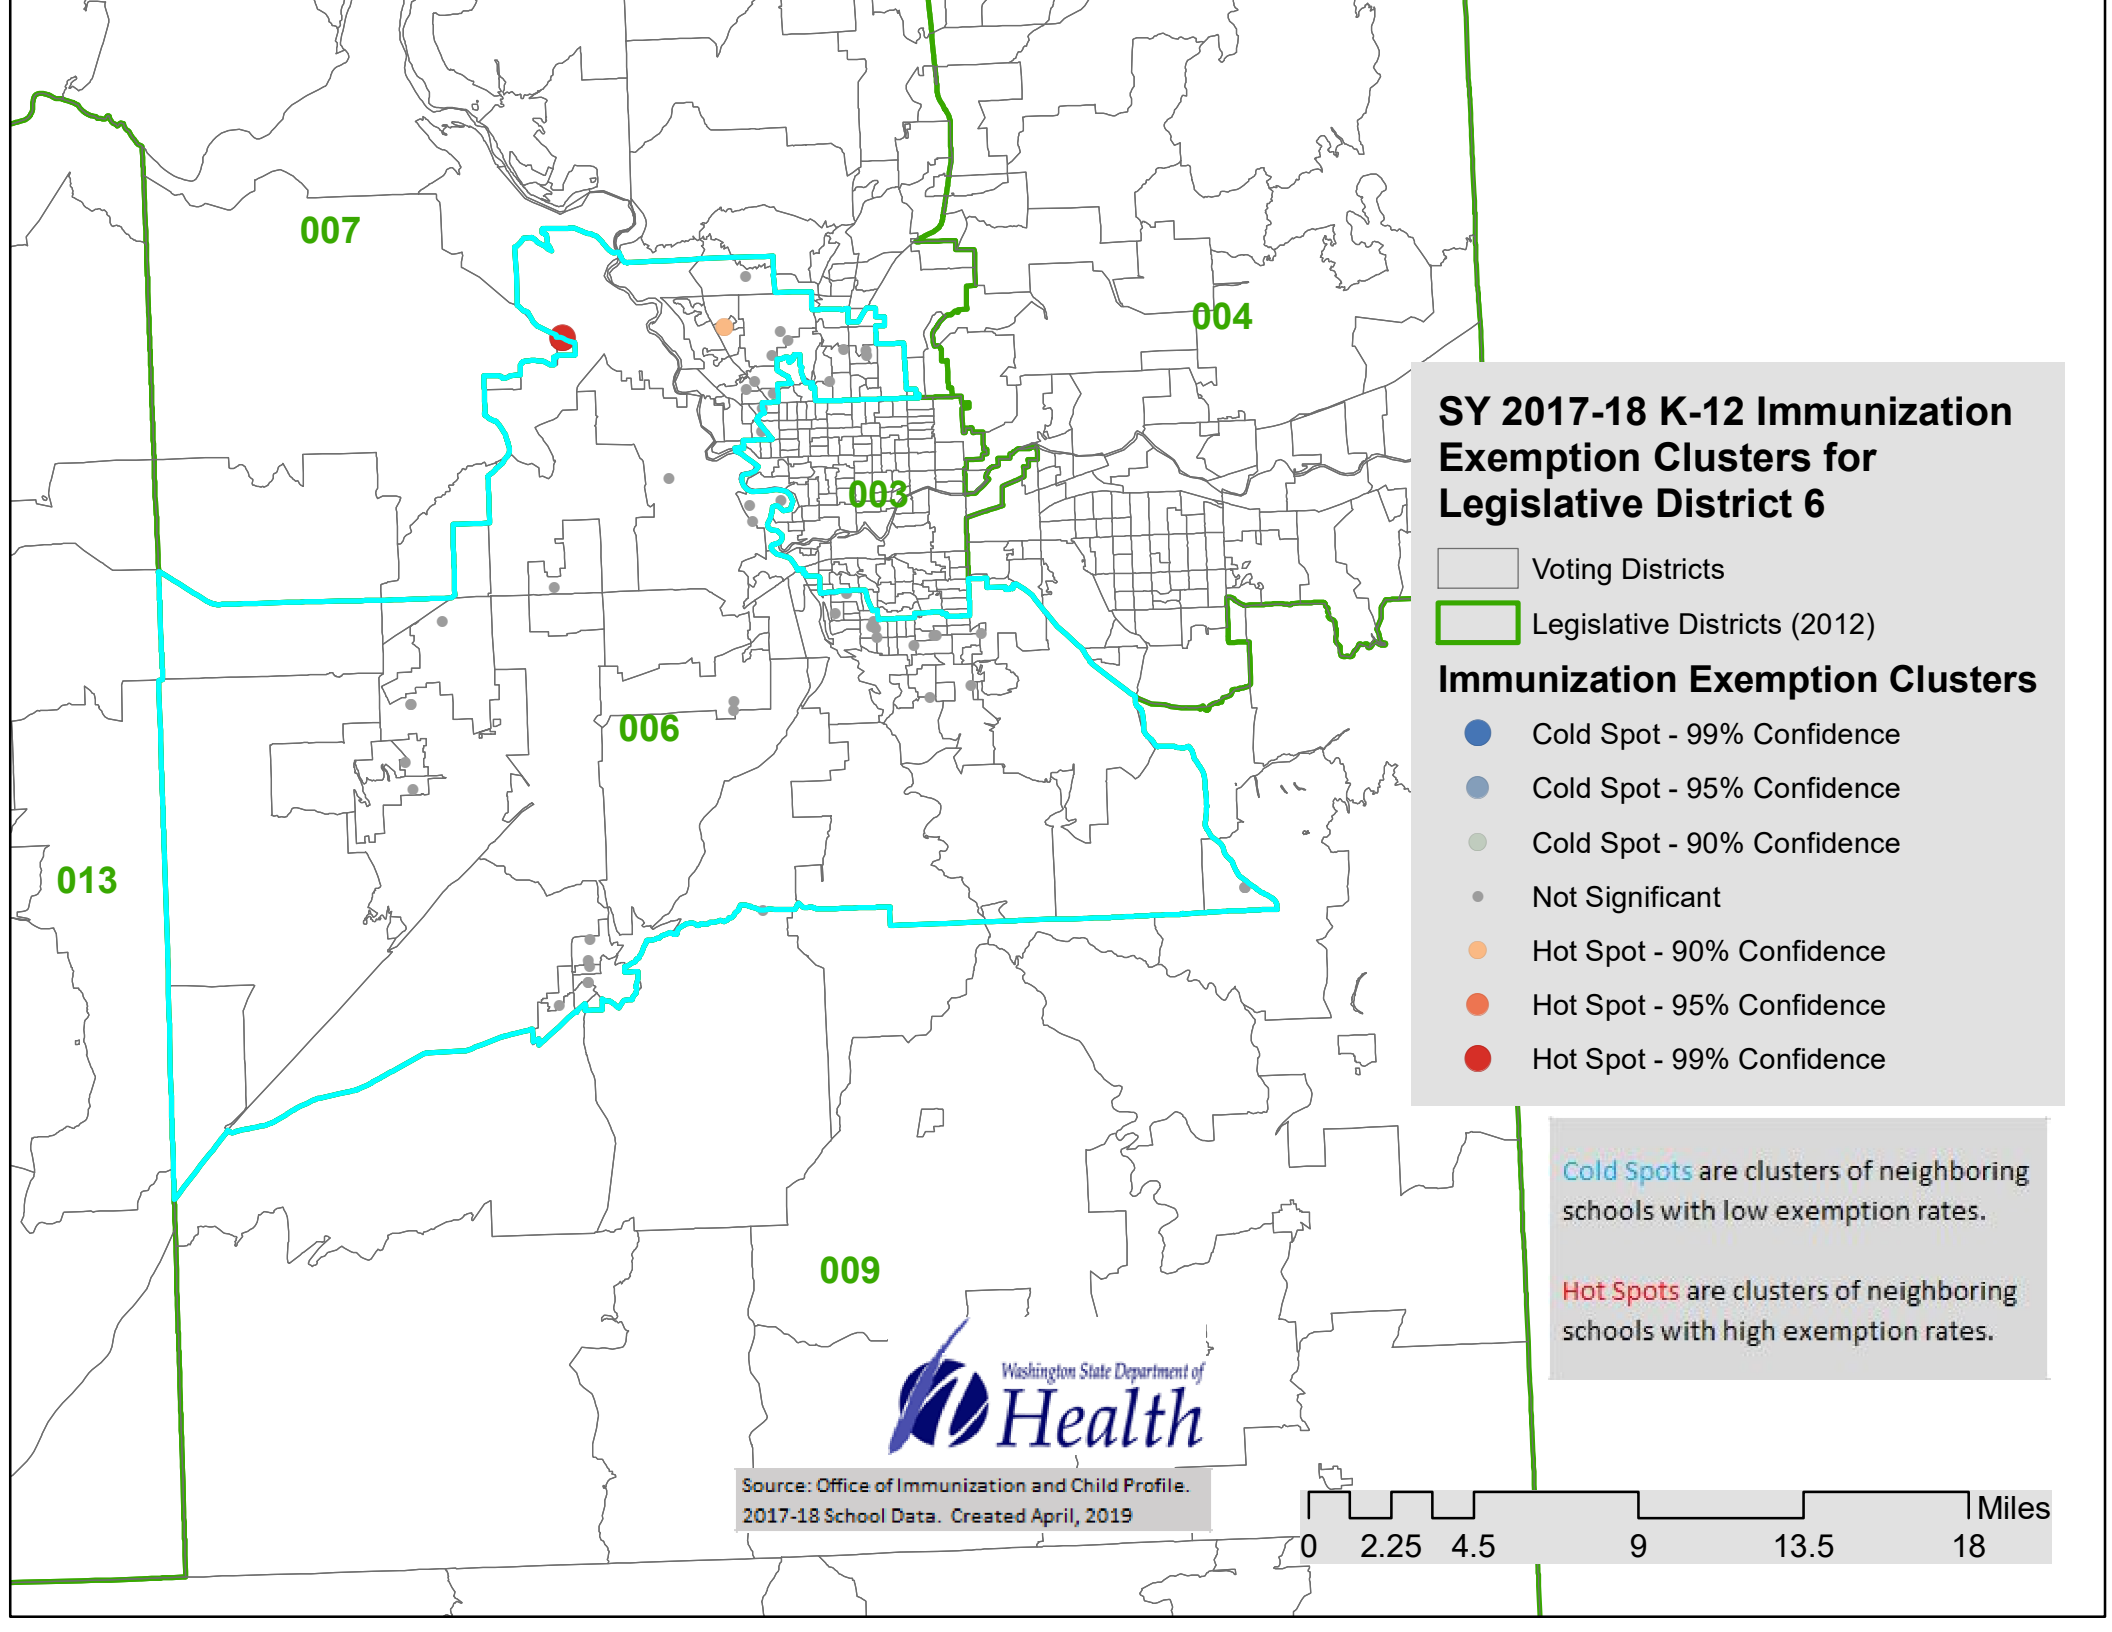 007
004
003
006
013
009
SY 2017-18 K-12 Immunization
Exemption Clusters for
Legislative District 6
Voting Districts
Legislative Districts (2012)
Immunization Exemption Clusters
Cold Spot - 99% Confidence
Cold Spot - 95% Confidence
Cold Spot - 90% Confidence
Not Significant
Hot Spot - 90% Confidence
Hot Spot - 95% Confidence
Hot Spot - 99% Confidence
Cold Spots are clusters of neighboring
schools with low exemption rates.
Hot Spots are clusters of neighboring
schools with high exemption rates.
Washington State Department of
Health
Source: Office of Immunization and Child Profile.
2017-18 School Data. Created April, 2019
Miles
0 2.25 4.5 9 13.5 18